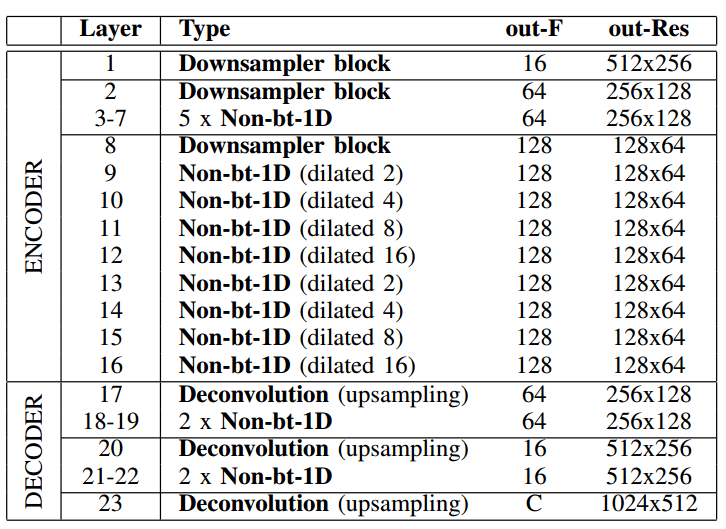 Layer Type out-F out-Res
ENCODER
1 Downsampler block 16 512x256
2 Downsampler block 64 256x128
3-7 5 x Non-bt-1D 64 256x128
8 Downsampler block 128 128x64
9 Non-bt-1D (dilated 2) 128 128x64
10 Non-bt-1D (dilated 4) 128 128x64
11 Non-bt-1D (dilated 8) 128 128x64
12 Non-bt-1D (dilated 16) 128 128x64
13 Non-bt-1D (dilated 2) 128 128x64
14 Non-bt-1D (dilated 4) 128 128x64
15 Non-bt-1D (dilated 8) 128 128x64
16 Non-bt-1D (dilated 16) 128 128x64
DECODER
17 Deconvolution (upsampling) 64 256x128
18-19 2 x Non-bt-1D 64 256x128
20 Deconvolution (upsampling) 16 512x256
21-22 2 x Non-bt-1D 16 512x256
23 Deconvolution (upsampling) C 1024x512